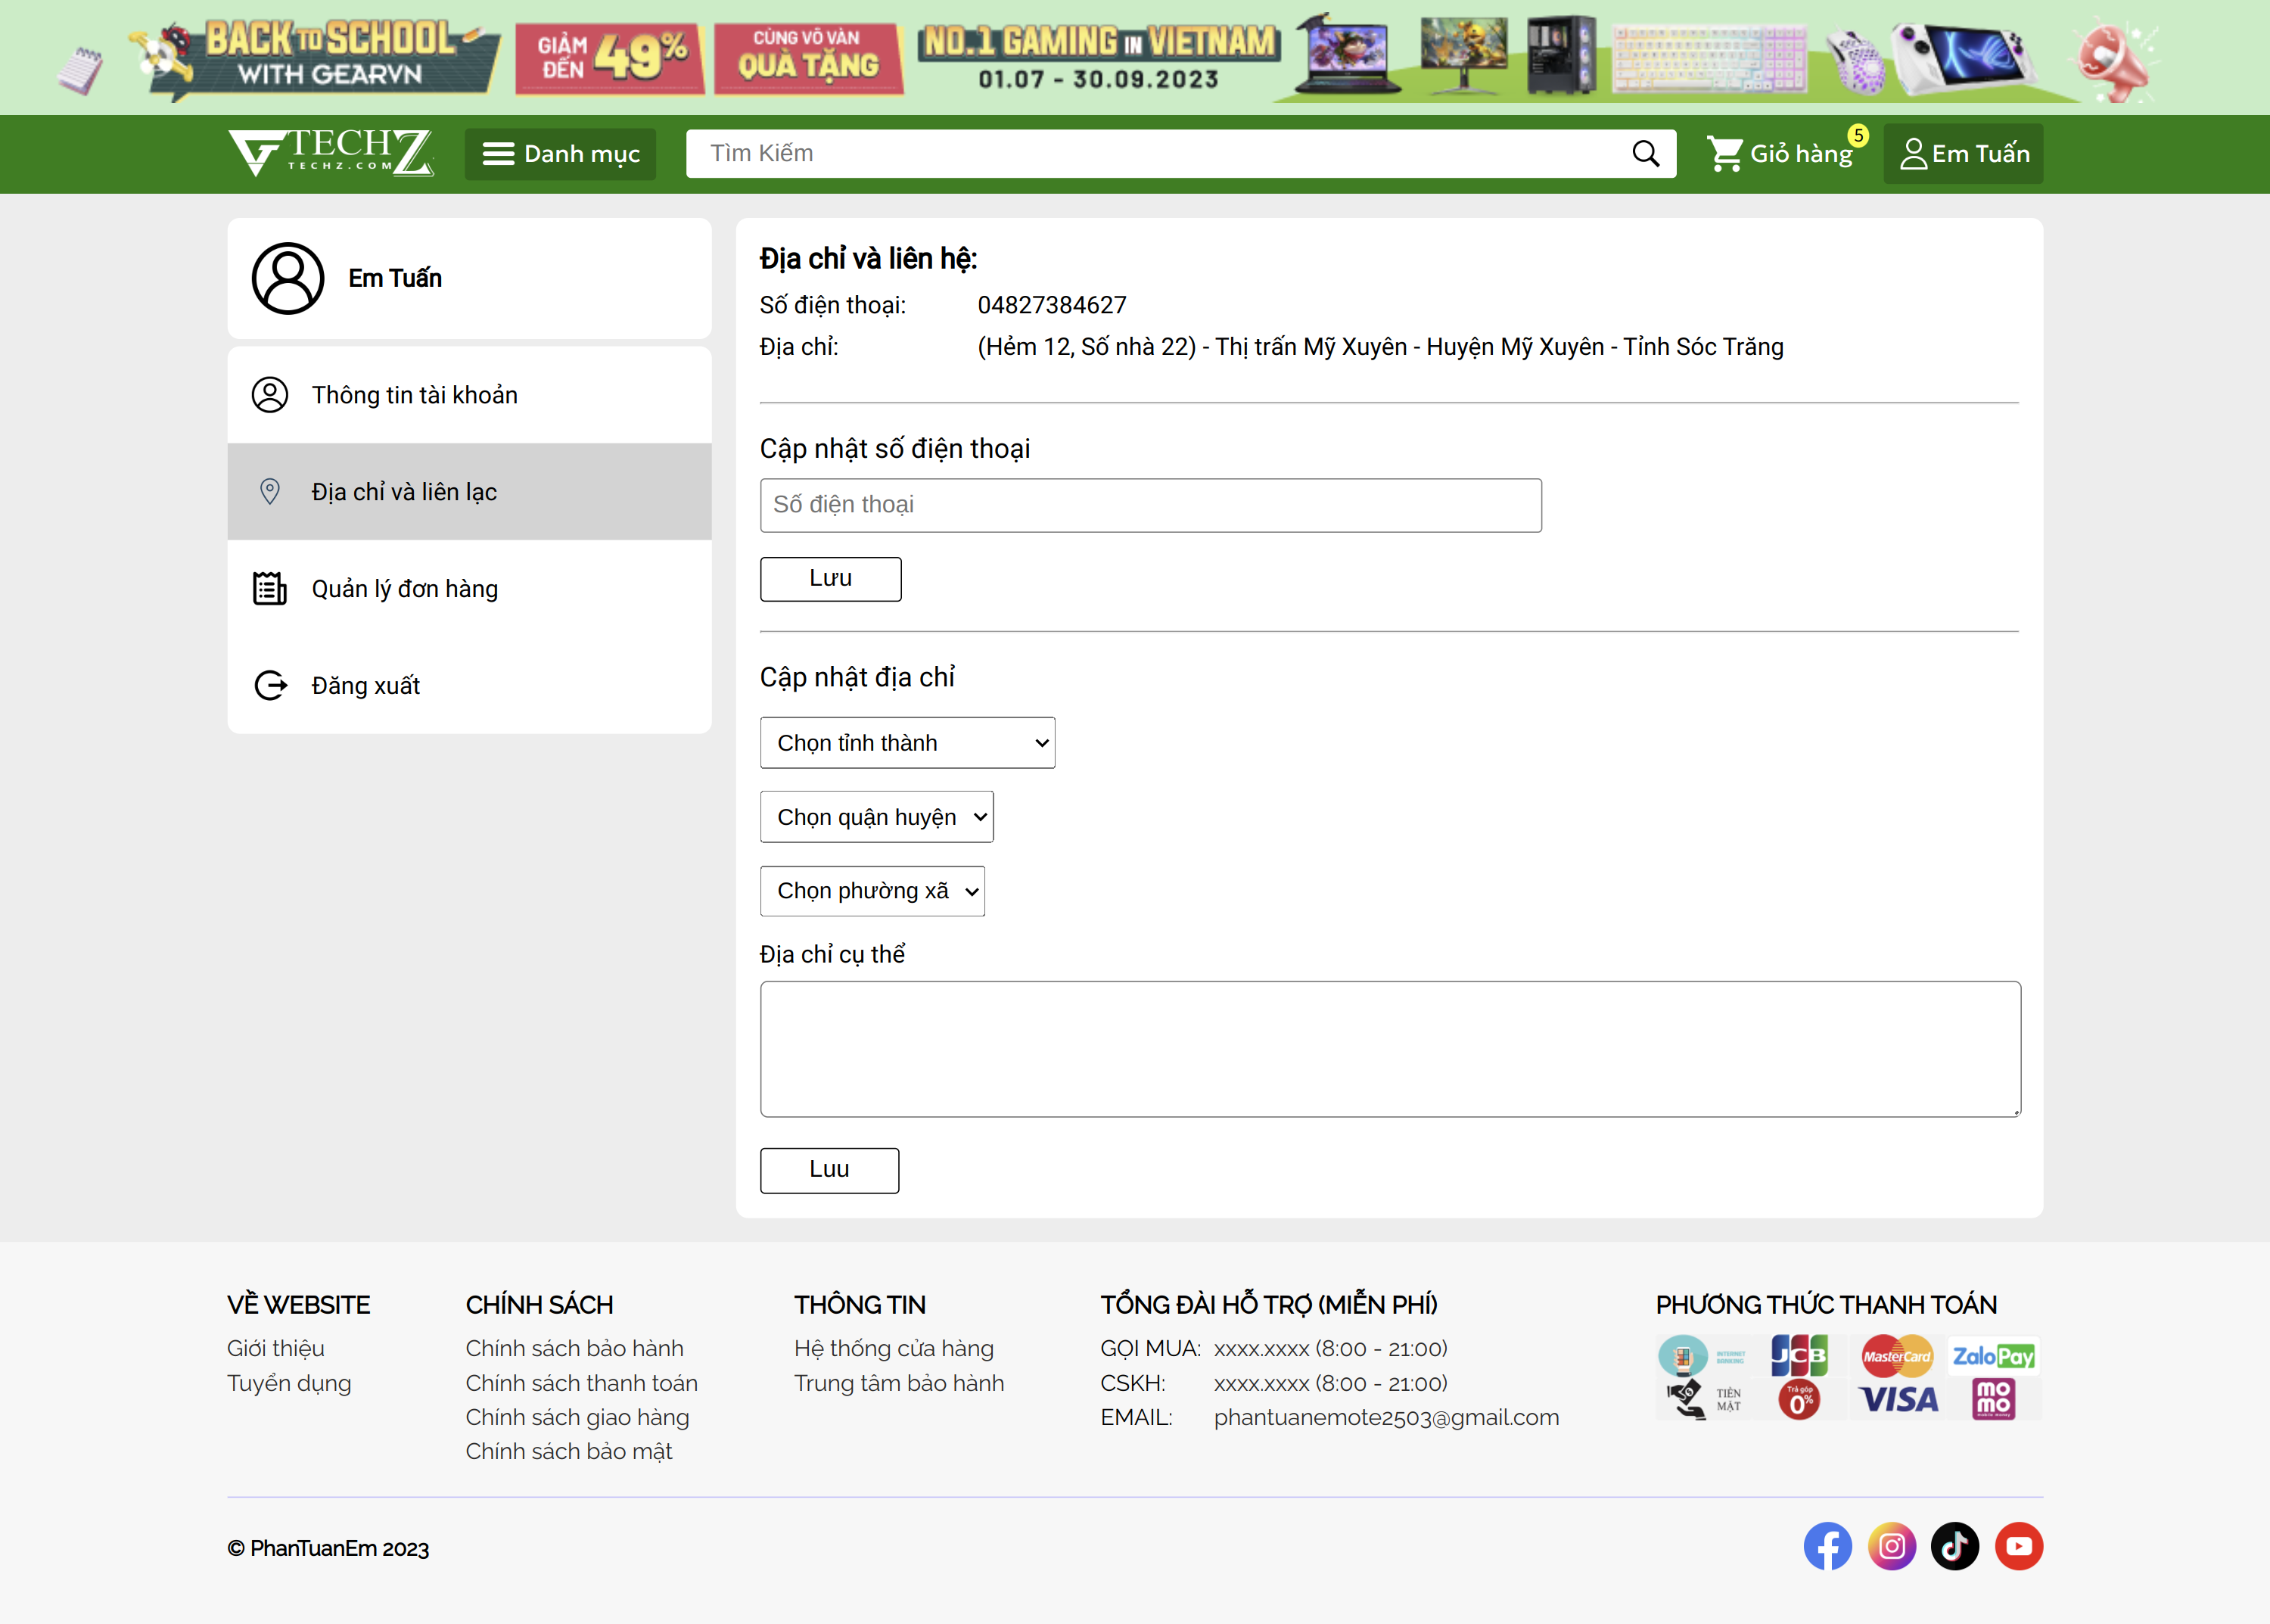 BACK TO SCHOOL
WITH GEARVN
GIẢM
ĐẾN 49%
CÙNG VÔ VÀN
QUÀ TẶNG
NO.1 GAMING IN VIETNAM
01.07 - 30.09.2023
TECHZ
TECHZ.COM
Danh mục
Tìm Kiếm
Giỏ hàng
5
Em Tuấn
Em Tuấn
Thông tin tài khoản
Địa chỉ và liên lạc
Quản lý đơn hàng
Đăng xuất
Địa chỉ và liên hệ:
Số điện thoại: 04827384627
Địa chỉ: (Hẻm 12, Số nhà 22) - Thị trấn Mỹ Xuyên - Huyện Mỹ Xuyên - Tỉnh Sóc Trăng
Cập nhật số điện thoại
Số điện thoại
Lưu
Cập nhật địa chỉ
Chọn tỉnh thành
Chọn quận huyện
Chọn phường xã
Địa chỉ cụ thể
Luu
VỀ WEBSITE
Giới thiệu
Tuyển dụng
CHÍNH SÁCH
Chính sách bảo hành
Chính sách thanh toán
Chính sách giao hàng
Chính sách bảo mật
THÔNG TIN
Hệ thống cửa hàng
Trung tâm bảo hành
TỔNG ĐÀI HỖ TRỢ (MIỄN PHÍ)
GỌI MUA: xxxx.xxxx (8:00 - 21:00)
CSKH: xxxx.xxxx (8:00 - 21:00)
EMAIL: phantuanemote2503@gmail.com
PHƯƠNG THỨC THANH TOÁN
INTERNET
BANKING
JCB
MasterCard
ZaloPay
TIỀN
MẶT
Trả góp
0%
VISA
mo
mo
mobile money
© PhanTuanEm 2023